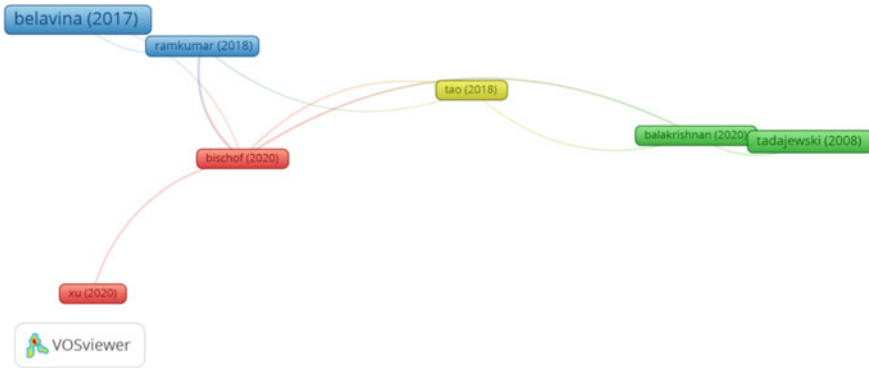 belavina (2017)
ramkumar (2018)
tao (2018)
balakrishnan (2020)
tadajewski (2008)
bischof (2020)
xu (2020)
VOSviewer